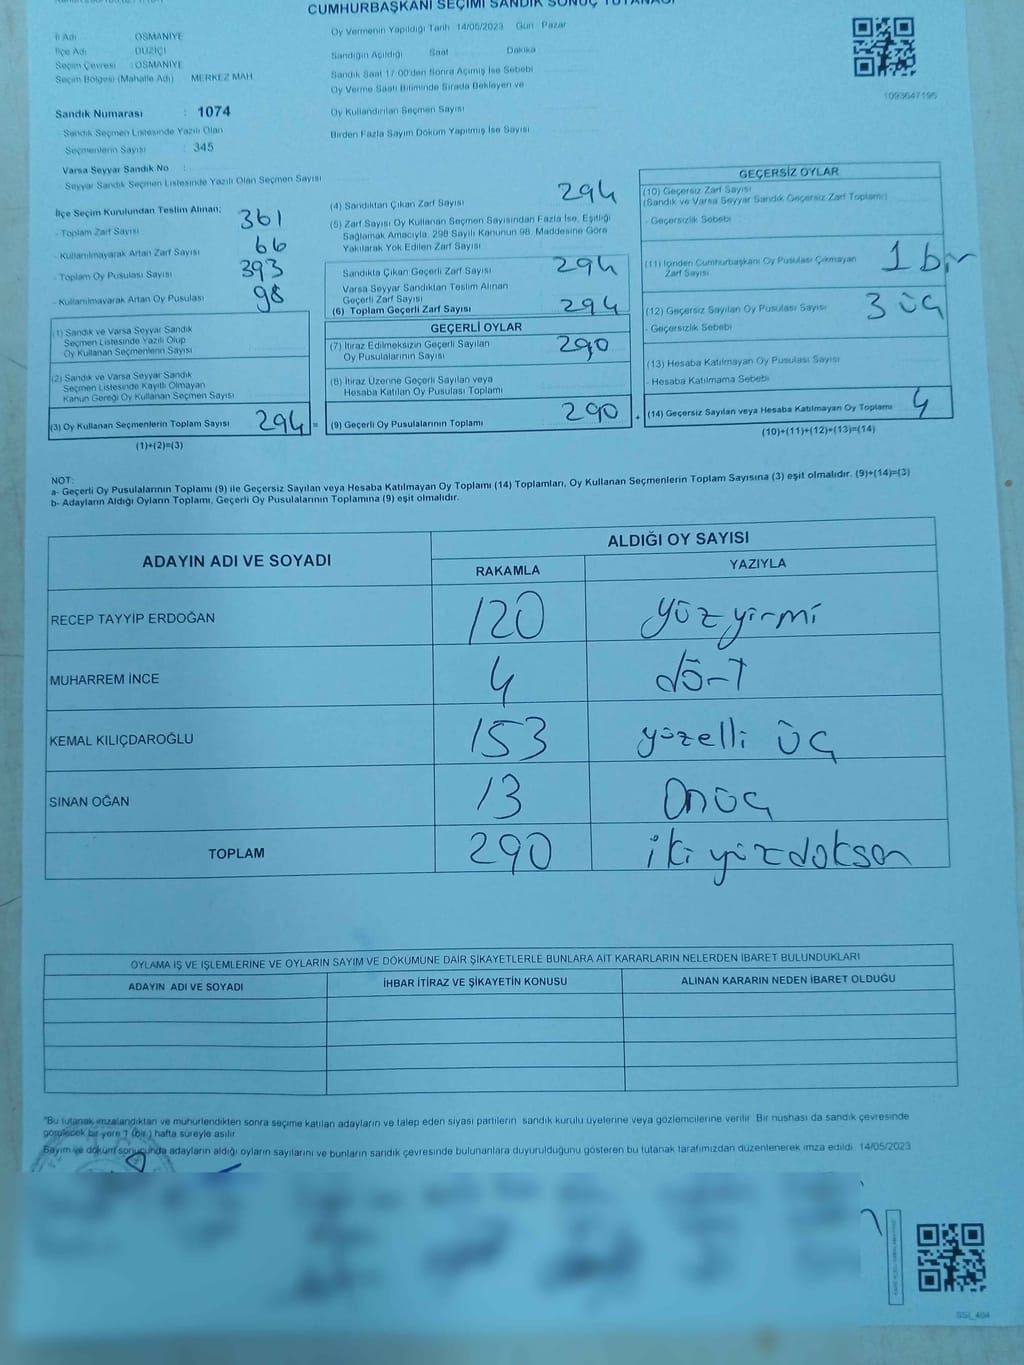 CUMHURBAŞKANI SEÇİMİ SANDIK SONUÇ TUTANAĞI
İl Adı OSMANİYE
İlçe Adı DÜZİÇİ
Seçim Çevresi : OSMANİYE
Seçim Bölgesi (Mahalle Adı) MERKEZ MAH
Sandık Numarası : 1074
Sandık Seçmen Listesinde Yazılı Olan
Seçmenlerin Sayısı : 345
Varsa Seyyar Sandık No :
Seyyar Sandık Seçmen Listesinde Yazılı Olan Seçmen Sayısı
Oy Vermenin Yapıldığı Tarih 14/05/2023 Gün Pazar
Sandığın Açıldığı Saat Dakika
Sandık Saat 17:00'den Sonra Açılmış İse Sebebi
Oy Verme Saati Bitiminde Sırada Bekleyen ve
Oy Kullandırılan Seçmen Sayısı
Birden Fazla Sayım Döküm Yapılmış İse Sayısı
1093647195
İlçe Seçim Kurulundan Teslim Alınan;
- Toplam Zarf Sayısı 361
- Kullanılmayarak Artan Zarf Sayısı 66
- Toplam Oy Pusulası Sayısı 393
- Kullanılmayarak Artan Oy Pusulası 98
(1) Sandık ve Varsa Seyyar Sandık
Seçmen Listesinde Yazılı Olup
Oy Kullanan Seçmenlerin Sayısı
(2) Sandık ve Varsa Seyyar Sandık
Seçmen Listesinde Kayıtlı Olmayan
Kanun Gereği Oy Kullanan Seçmen Sayısı
(3) Oy Kullanan Seçmenlerin Toplam Sayısı 294 =
(1)+(2)=(3)
(4) Sandıktan Çıkan Zarf Sayısı 294
(5) Zarf Sayısı Oy Kullanan Seçmen Sayısından Fazla İse, Eşitliği
Sağlamak Amacıyla, 298 Sayılı Kanunun 98. Maddesine Göre
Yakılarak Yok Edilen Zarf Sayısı
Sandıkta Çıkan Geçerli Zarf Sayısı 294
Varsa Seyyar Sandıktan Teslim Alınan
Geçerli Zarf Sayısı
(6) Toplam Geçerli Zarf Sayısı 294
GEÇERLİ OYLAR
(7) İtiraz Edilmeksizin Geçerli Sayılan
Oy Pusulalarının Sayısı 290
(8) İtiraz Üzerine Geçerli Sayılan veya
Hesaba Katılan Oy Pusulası Toplamı
(9) Geçerli Oy Pusulalarının Toplamı 290 +
GEÇERSİZ OYLAR
(10) Geçersiz Zarf Sayısı
(Sandık ve Varsa Seyyar Sandık Geçersiz Zarf Toplamı)
- Geçersizlik Sebebi
(11) İçinden Cumhurbaşkanı Oy Pusulası Çıkmayan
Zarf Sayısı 1 bir
(12) Geçersiz Sayılan Oy Pusulası Sayısı 3 üç
- Geçersizlik Sebebi
(13) Hesaba Katılmayan Oy Pusulası Sayısı
- Hesaba Katılmama Sebebi
(14) Geçersiz Sayılan veya Hesaba Katılmayan Oy Toplamı 4
(10)+(11)+(12)+(13)=(14)
NOT:
a- Geçerli Oy Pusulalarının Toplamı (9) ile Geçersiz Sayılan veya Hesaba Katılmayan Oy Toplamı (14) Toplamları, Oy Kullanan Seçmenlerin Toplam Sayısına (3) eşit olmalıdır. (9)+(14)=(3)
b- Adayların Aldığı Oyların Toplamı, Geçerli Oy Pusulalarının Toplamına (9) eşit olmalıdır.
ADAYIN ADI VE SOYADI ALDIĞI OY SAYISI
RAKAMLA YAZIYLA
RECEP TAYYİP ERDOĞAN 120 yüzyirmi
MUHARREM İNCE 4 dört
KEMAL KILIÇDAROĞLU 153 yüzelli üç
SİNAN OĞAN 13 Onüç
TOPLAM 290 iki yüzdoksan
OYLAMA İŞ VE İŞLEMLERİNE VE OYLARIN SAYIM VE DÖKÜMÜNE DAİR ŞİKAYETLERLE BUNLARA AİT KARARLARIN NELERDEN İBARET BULUNDUKLARI
ADAYIN ADI VE SOYADI İHBAR İTİRAZ VE ŞİKAYETİN KONUSU ALINAN KARARIN NEDEN İBARET OLDUĞU
"Bu tutanak imzalandıktan ve mühürlendikten sonra seçime katılan adayların ve talep eden siyasi partilerin sandık kurulu üyelerine veya gözlemcilerine verilir. Bir nüshası da sandık çevresinde
görülecek bir yere 1 (bir) hafta süreyle asılır.
Sayım ve döküm sonucunda adayların aldığı oyların sayılarını ve bunların sandık çevresinde bulunanlara duyurulduğunu gösteren bu tutanak tarafımızdan düzenlenerek imza edildi. 14/05/2023